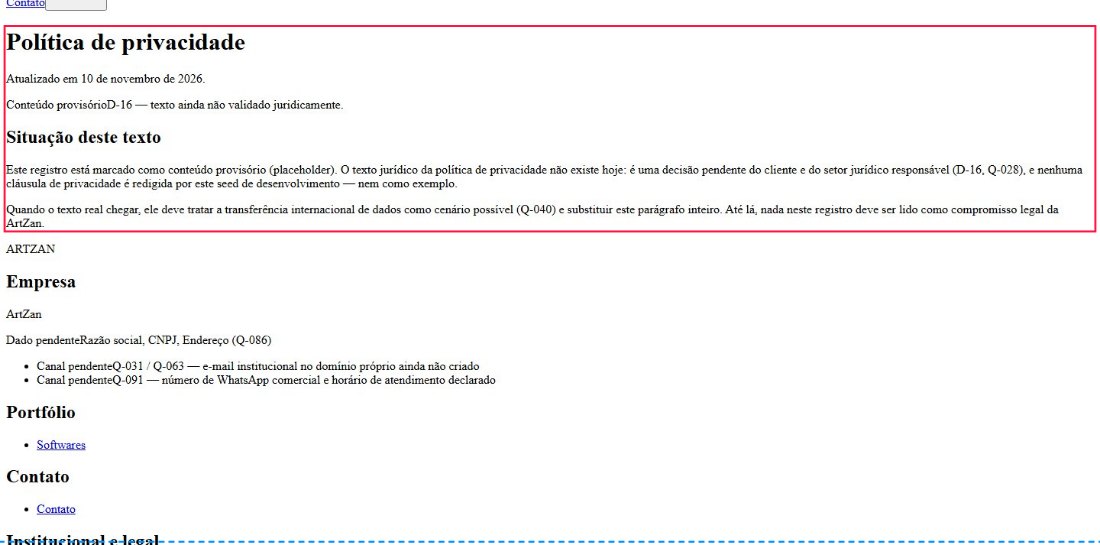 Contato
Política de privacidade
Atualizado em 10 de novembro de 2026.
Conteúdo provisórioD-16 — texto ainda não validado juridicamente.
Situação deste texto
Este registro está marcado como conteúdo provisório (placeholder). O texto jurídico da política de privacidade não existe hoje: é uma decisão pendente do cliente e do setor jurídico responsável (D-16, Q-028), e nenhuma
cláusula de privacidade é redigida por este seed de desenvolvimento — nem como exemplo.
Quando o texto real chegar, ele deve tratar a transferência internacional de dados como cenário possível (Q-040) e substituir este parágrafo inteiro. Até lá, nada neste registro deve ser lido como compromisso legal da
ArtZan.
ARTZAN
Empresa
ArtZan
Dado pendenteRazão social, CNPJ, Endereço (Q-086)
Canal pendenteQ-031 / Q-063 — e-mail institucional no domínio próprio ainda não criado
Canal pendenteQ-091 — número de WhatsApp comercial e horário de atendimento declarado
Portfólio
Softwares
Contato
Contato
Institucional e legal